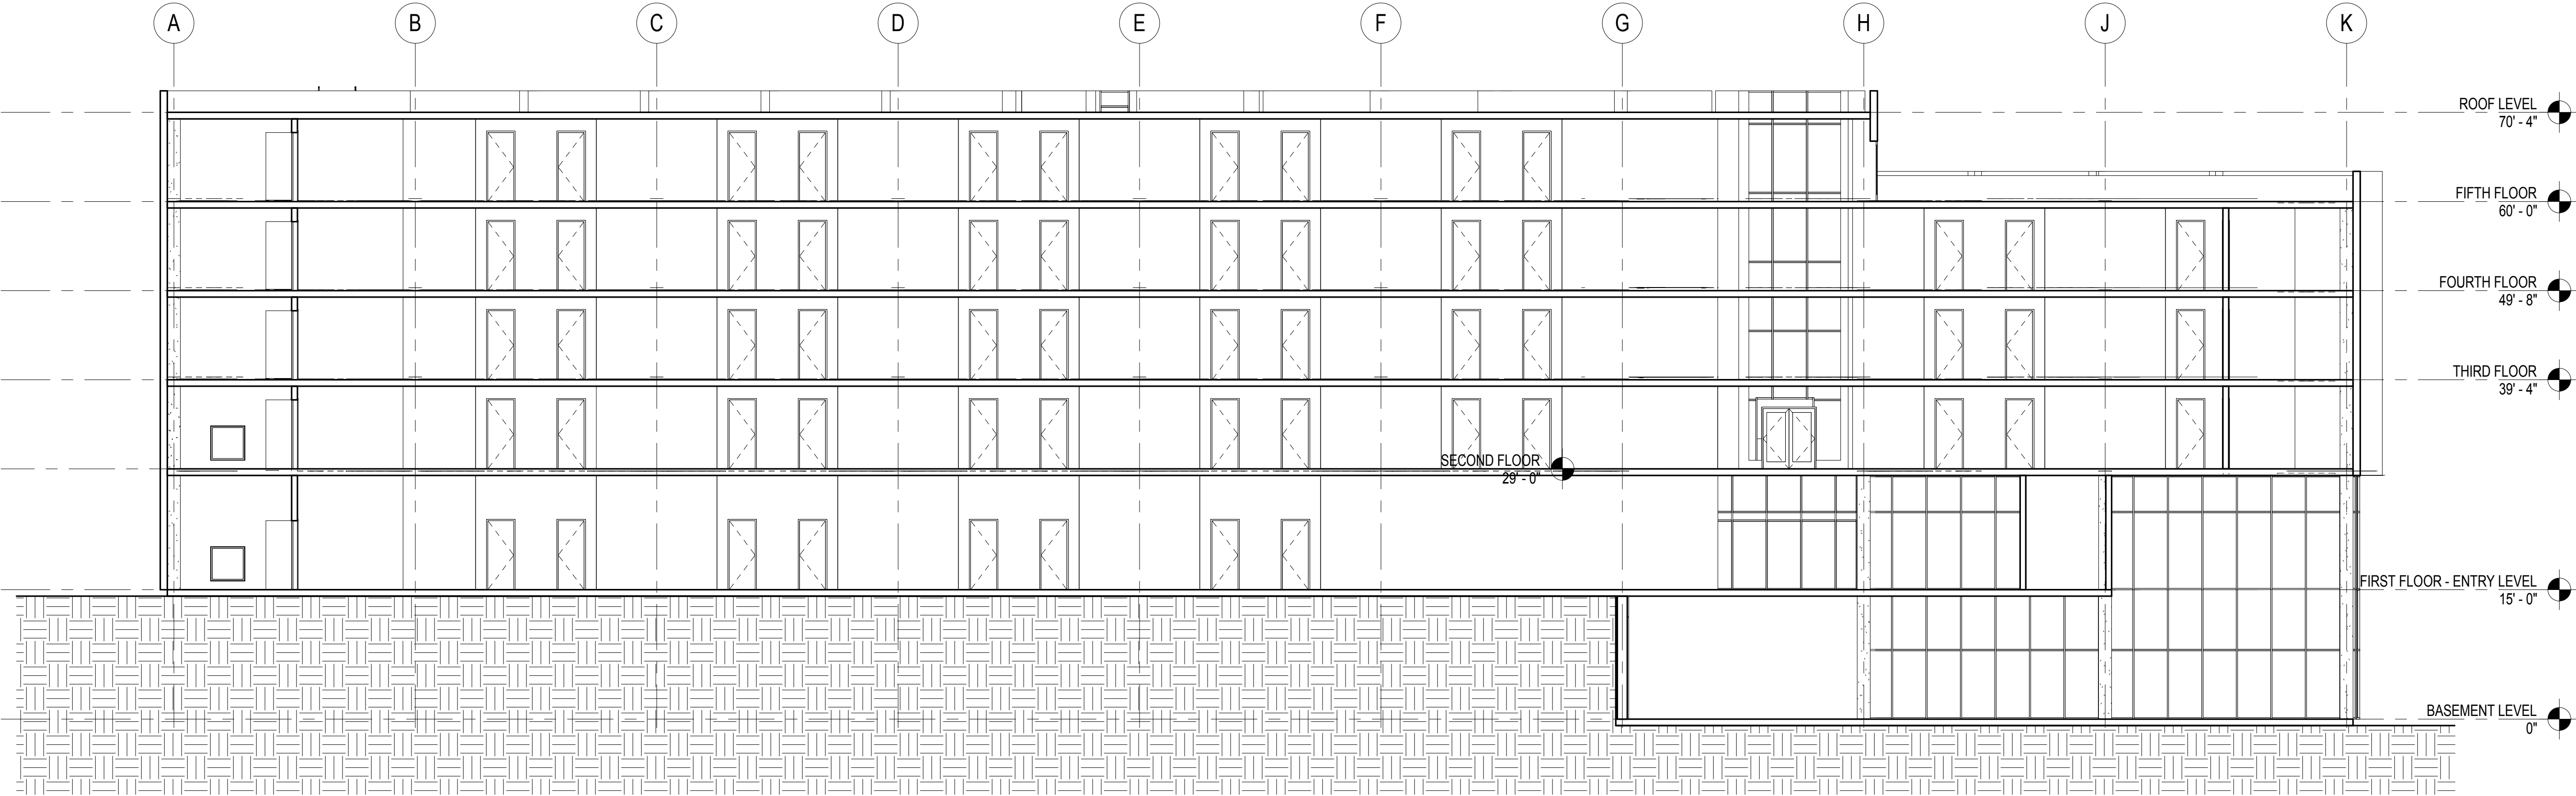 A
B
C
D
E
F
G
H
J
K
ROOF LEVEL
70' - 4"
FIFTH FLOOR
60' - 0"
FOURTH FLOOR
49' - 8"
THIRD FLOOR
39' - 4"
SECOND FLOOR
29' - 0"
FIRST FLOOR - ENTRY LEVEL
15' - 0"
BASEMENT LEVEL
0"